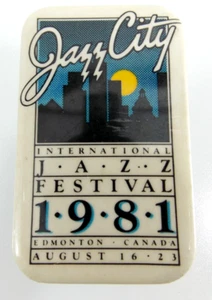 Jazz City
INTERNATIONAL
J·A·Z·Z
FESTIVAL
1·9·8·1
EDMONTON·CANADA
AUGUST 16·23